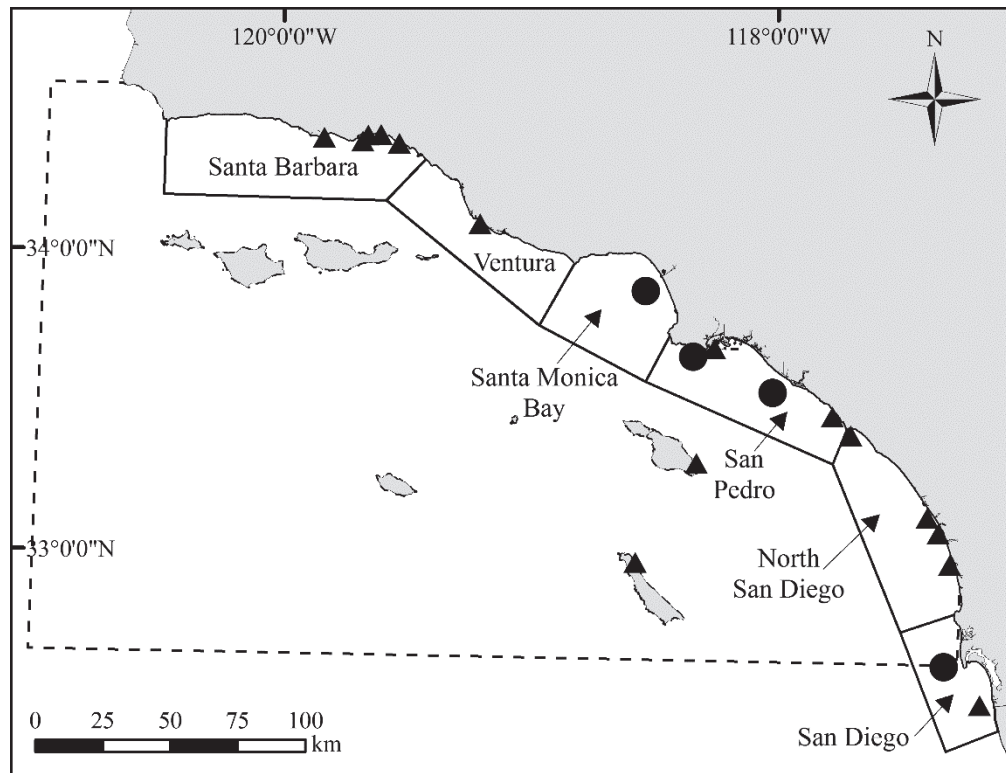 120°0'0"W
118°0'0"W
N
Santa Barbara
34°0'0"N
Ventura
Santa Monica
Bay
San
Pedro
33°0'0"N
North
San Diego
San Diego
0 25 50 75 100
km